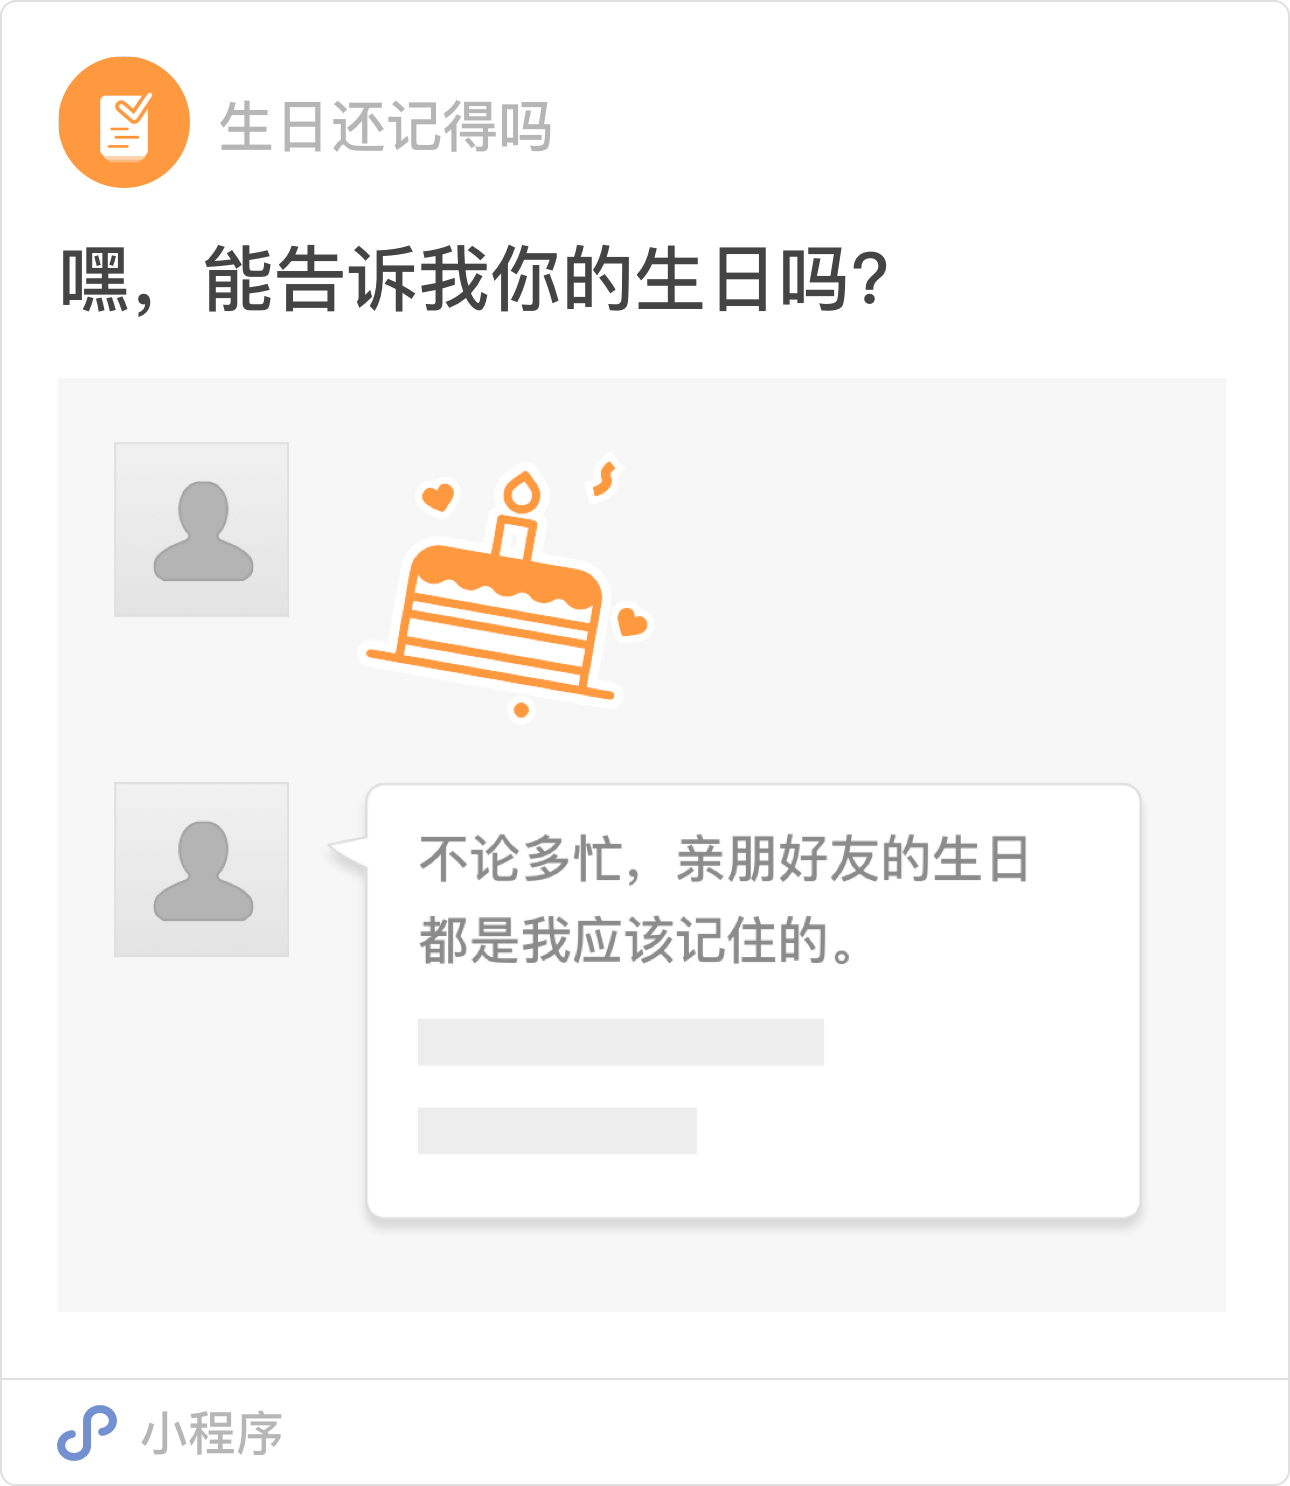 生日还记得吗
嘿，能告诉我你的生日吗?
不论多忙，亲朋好友的生日
都是我应该记住的。
小程序